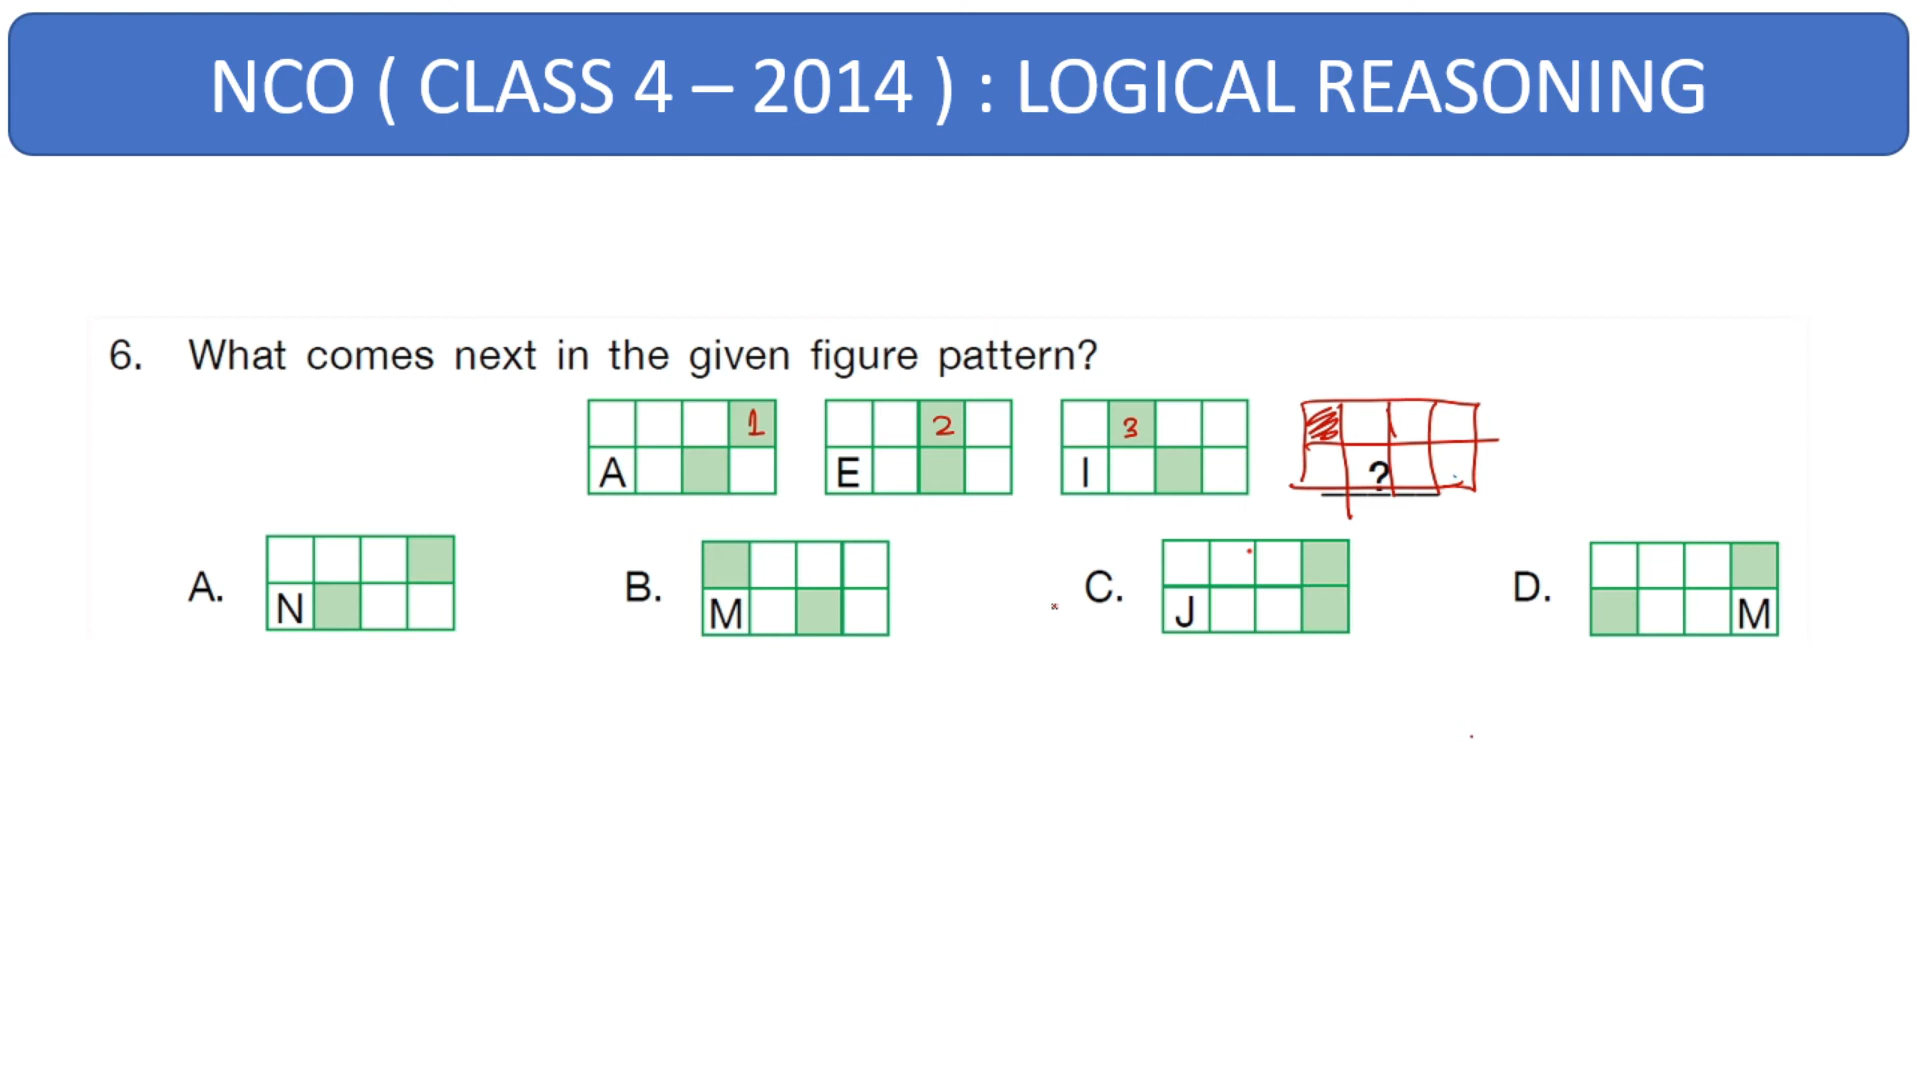 NCO ( CLASS 4 – 2014 ) : LOGICAL REASONING
6. What comes next in the given figure pattern?
1 2 3
A E I ?
A. N B. M C. J D. M